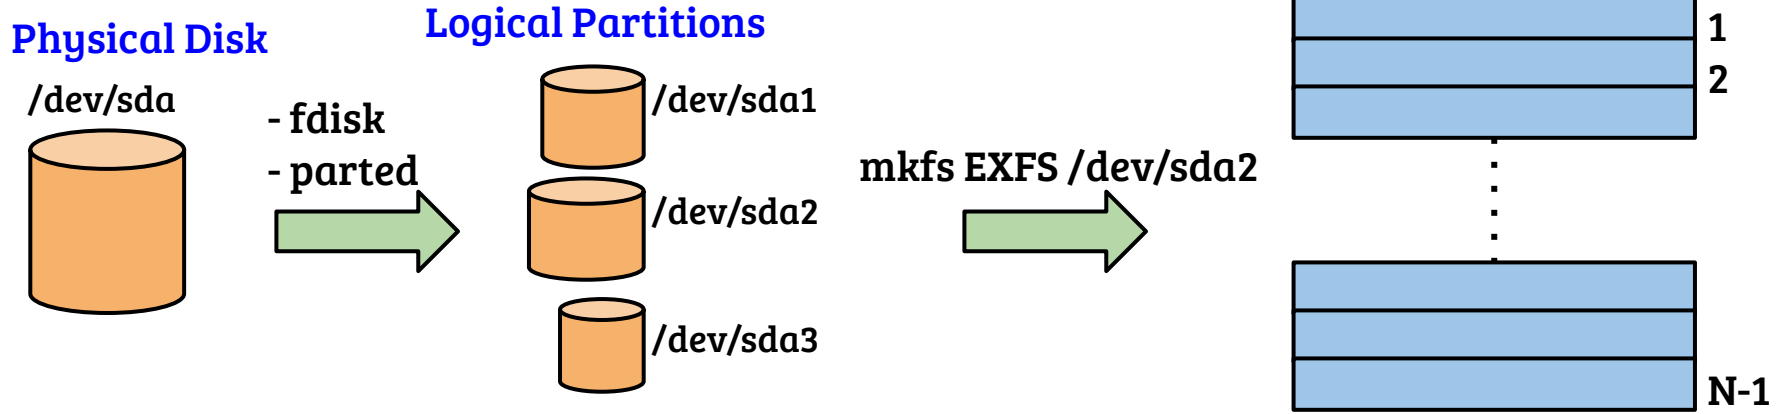 Physical Disk
/dev/sda
- fdisk
- parted
Logical Partitions
/dev/sda1
/dev/sda2
/dev/sda3
mkfs EXFS /dev/sda2
1
2
N-1